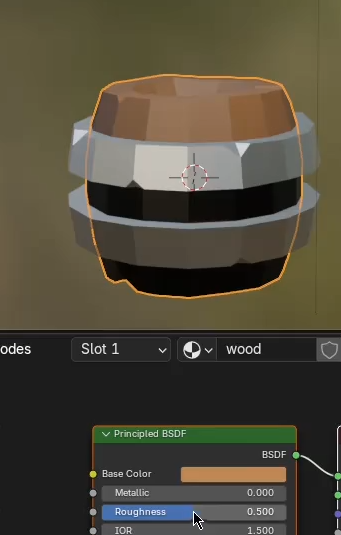 odes Slot 1 wood
Principled BSDF
BSDF
Base Color
Metallic 0.000
Roughness 0.500
IOR 1.500